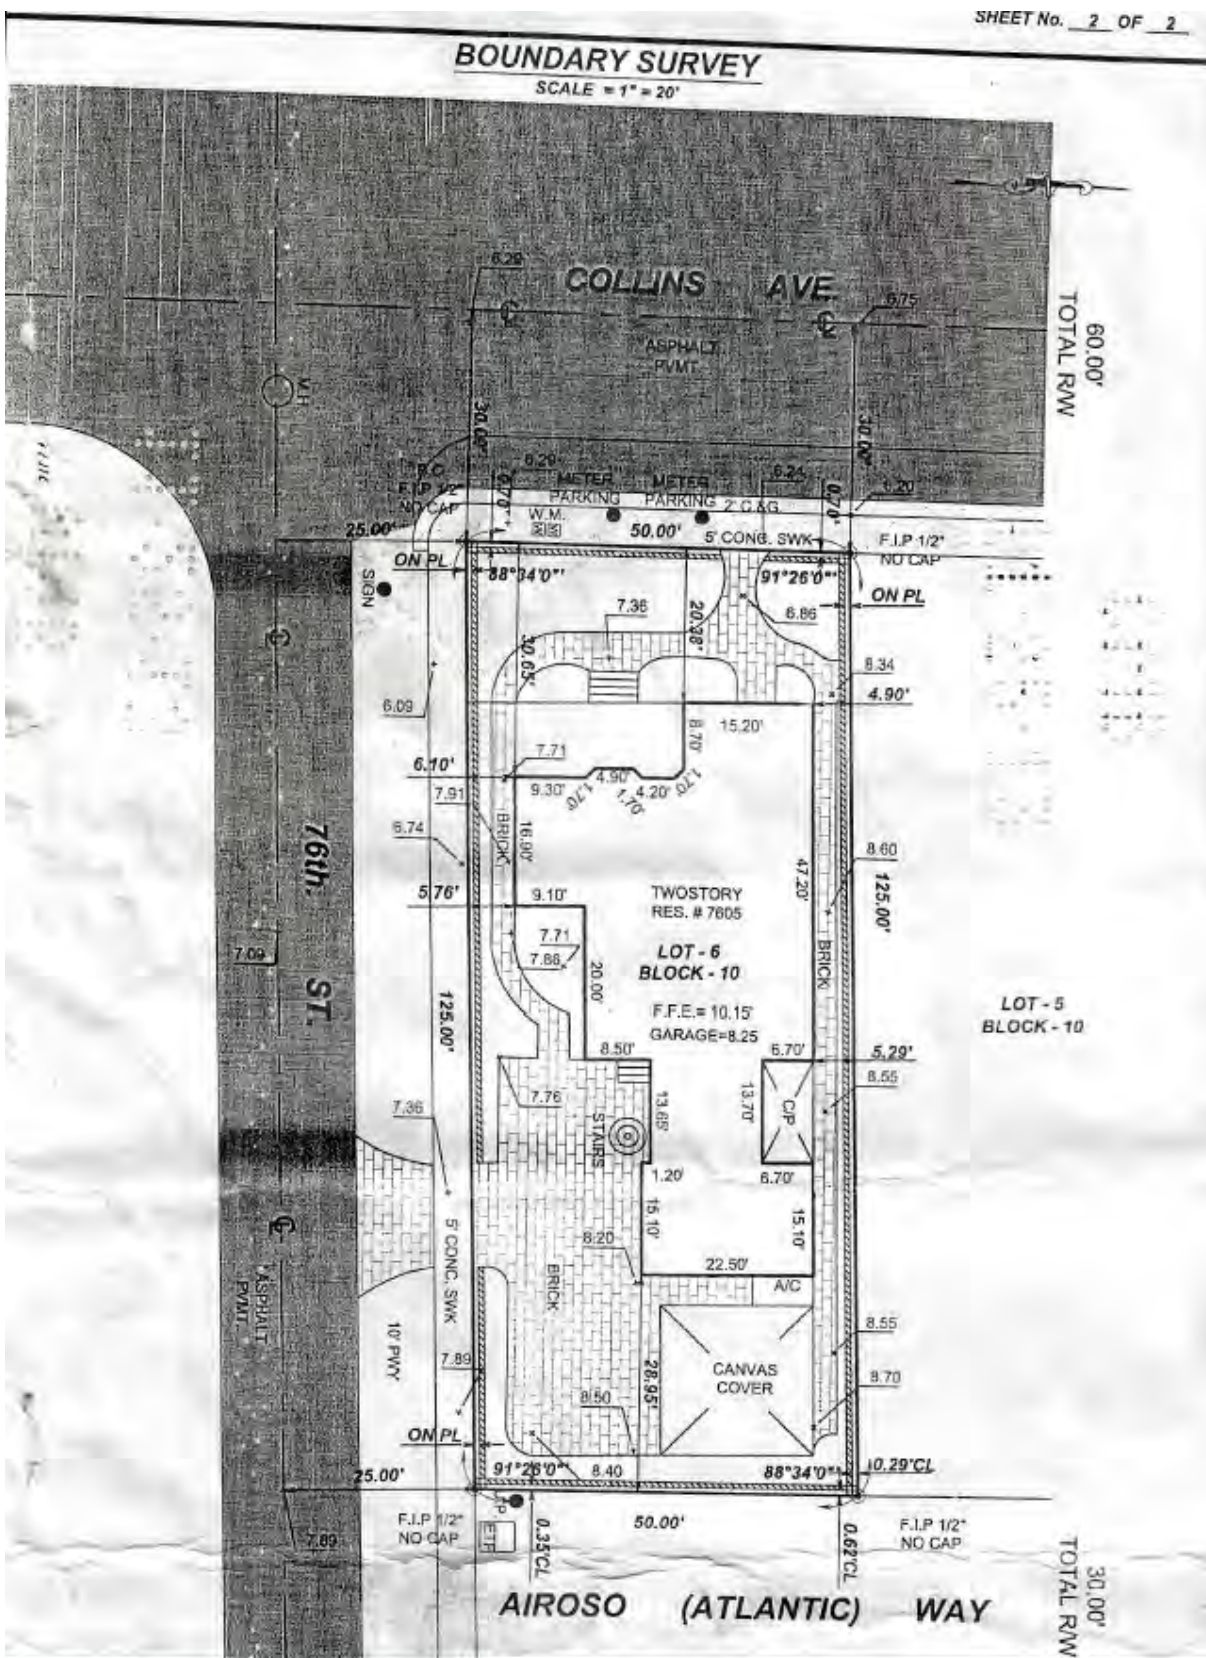 SHEET No. 2 OF 2
BOUNDARY SURVEY
SCALE = 1" = 20'
6.29
COLLINS AVE.
6.75
ASPHALT
PVMT.
60.00'
TOTAL R/W
M.H
30.00'
30.00'
6.29
METER
PARKING
METER
PARKING
6.24
6.20
F.I.P 1/2"
NO CAP
0.70'
0.70'
2' C.&G.
W.M.
25.00'
50.00'
5' CONC. SWK
F.I.P 1/2"
NO CAP
ON PL
88°34'0"
91°26'0"
ON PL
SIGN
7.36
20.38'
6.86
30.65'
8.34
6.09
4.90'
15.20'
8.70'
7.71
6.10'
9.30'
1.70'
4.90'
1.70'
4.20'
1.70'
7.91
BRICK
16.90'
6.74
8.60
47.20'
125.00'
76th. ST.
5.76'
9.10'
TWOSTORY
RES. # 7605
7.71
7.86
LOT - 6
BLOCK - 10
BRICK
7.09
20.00'
125.00'
F.F.E.= 10.15'
GARAGE=8.25
LOT - 5
BLOCK - 10
8.50'
6.70'
5.29'
8.55
7.76
7.36
STAIRS
13.65'
13.70'
C/P
1.20'
6.70'
15.10'
15.10'
5' CONC. SWK
8.20
22.50'
A/C
BRICK
ASPHALT
PVMT.
10' PWY
8.55
7.89
28.95'
CANVAS
COVER
8.70
8.50
ON PL
25.00'
91°26'0"
8.40
88°34'0"
0.29'CL
F.I.P 1/2"
NO CAP
50.00'
F.I.P 1/2"
NO CAP
7.89
0.35'CL
0.62'CL
AIROSO (ATLANTIC) WAY
30.00'
TOTAL R/W